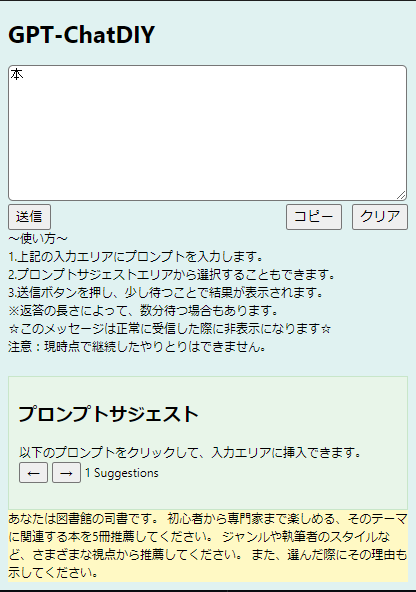 GPT-ChatDIY
本
送信 コピー クリア
～使い方～
1.上記の入力エリアにプロンプトを入力します。
2.プロンプトサジェストエリアから選択することもできます。
3.送信ボタンを押し、少し待つことで結果が表示されます。
※返答の長さによって、数分待つ場合もあります。
☆このメッセージは正常に受信した際に非表示になります☆
注意：現時点で継続したやりとりはできません。
プロンプトサジェスト
以下のプロンプトをクリックして、入力エリアに挿入できます。
← → 1 Suggestions
あなたは図書館の司書です。 初心者から専門家まで楽しめる、そのテーマ
に関連する本を5冊推薦してください。 ジャンルや執筆者のスタイルな
ど、さまざまな視点から推薦してください。 また、選んだ際にその理由も
示してください。